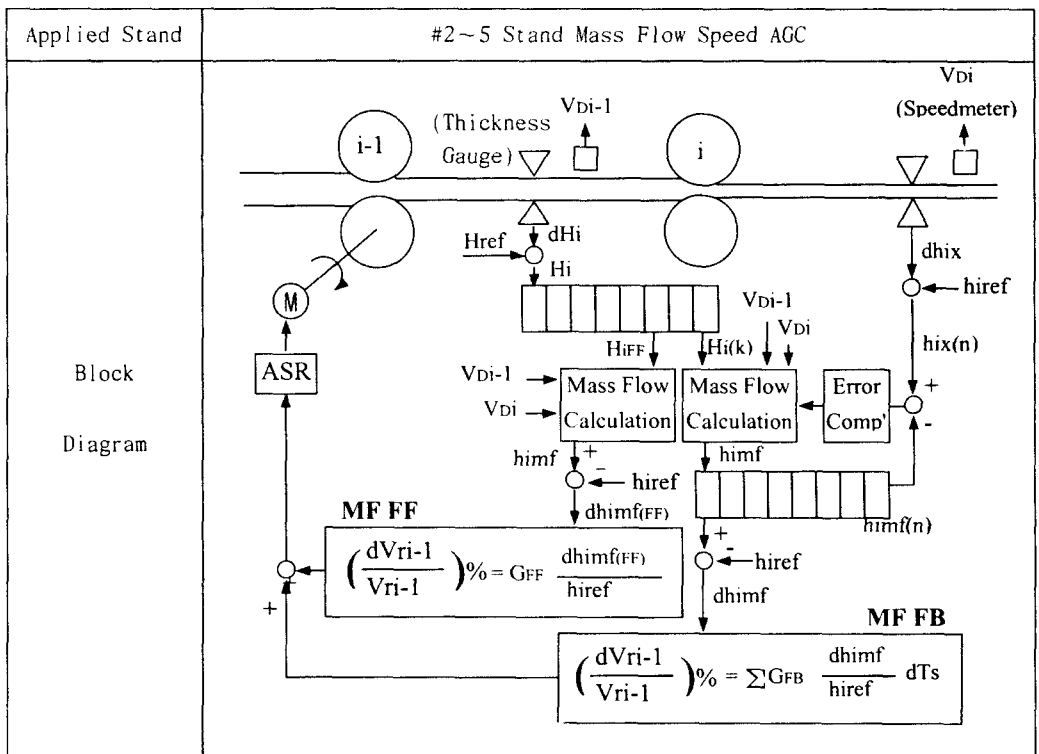 Applied Stand
#2~5 Stand Mass Flow Speed AGC
Block
Diagram
VDi
(Speedmeter)
VDi-1
(Thickness
Gauge)
i-1
i
Href
dHi
Hi
dhix
hiref
hix(n)
M
ASR
VDi-1
VDi
HiFF
Hi(k)
VDi-1
VDi
Mass Flow
Calculation
Mass Flow
Calculation
Error
Comp'
+
-
himf
+
-
hiref
himf
himf(n)
dhimf(FF)
MF FF
(dVri-1/Vri-1)% = GFF dhimf(FF)/hiref
+
+
-
hiref
dhimf
MF FB
(dVri-1/Vri-1)% = ∑GFB dhimf/hiref dTs